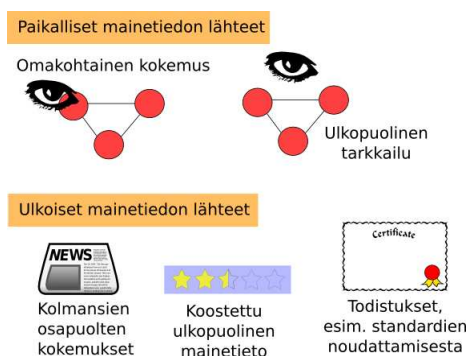 Paikalliset mainetiedon lähteet
Omakohtainen kokemus
Ulkopuolinen
tarkkailu
Ulkoiset mainetiedon lähteet
NEWS
Kolmansien
osapuolten
kokemukset
Koostettu
ulkopuolinen
mainetieto
Certificate
Todistukset,
esim. standardien
noudattamisesta